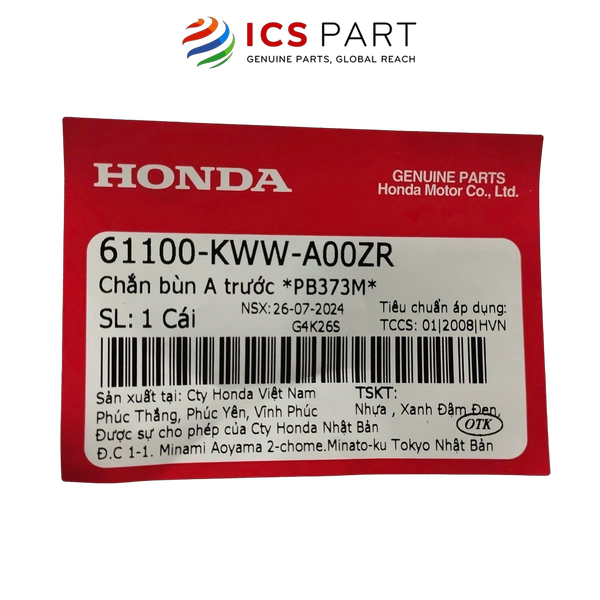 ICS PART
GENUINE PARTS, GLOBAL REACH
HONDA
GENUINE PARTS
Honda Motor Co., Ltd.
61100-KWW-A00ZR
Chắn bùn A trước *PB373M*
SL: 1 Cái
NSX: 26-07-2024
G4K26S
Tiêu chuẩn áp dụng:
TCCS: 01|2008|HVN
Sản xuất tại: Cty Honda Việt Nam
Phúc Thắng, Phúc Yên, Vĩnh Phúc
TSKT:
Nhựa , Xanh Đậm Đen,
Được sự cho phép của Cty Honda Nhật Bản
OTK
Đ.C 1-1. Minami Aoyama 2-chome.Minato-ku Tokyo Nhật Bản